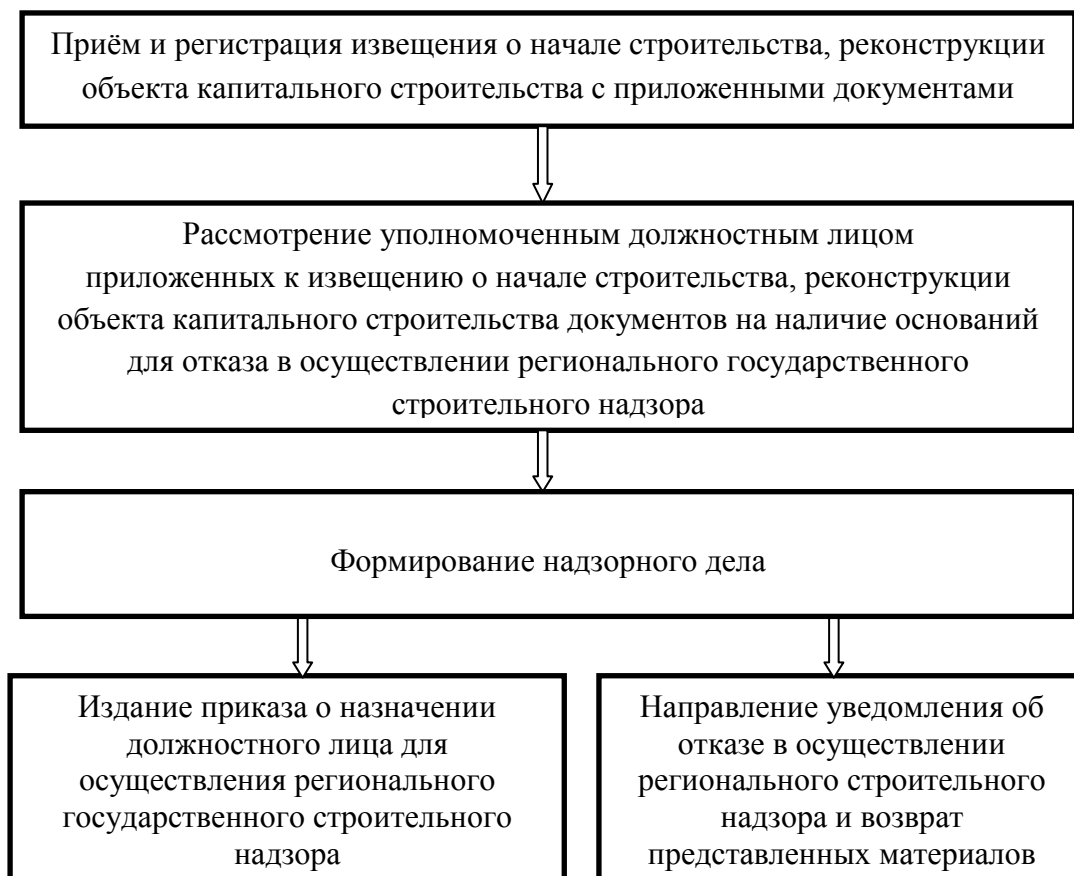 Приём и регистрация извещения о начале строительства, реконструкции
объекта капитального строительства с приложенными документами
Рассмотрение уполномоченным должностным лицом
приложенных к извещению о начале строительства, реконструкции
объекта капитального строительства документов на наличие оснований
для отказа в осуществлении регионального государственного
строительного надзора
Формирование надзорного дела
Издание приказа о назначении
должностного лица для
осуществления регионального
государственного строительного
надзора
Направление уведомления об
отказе в осуществлении
регионального строительного
надзора и возврат
представленных материалов